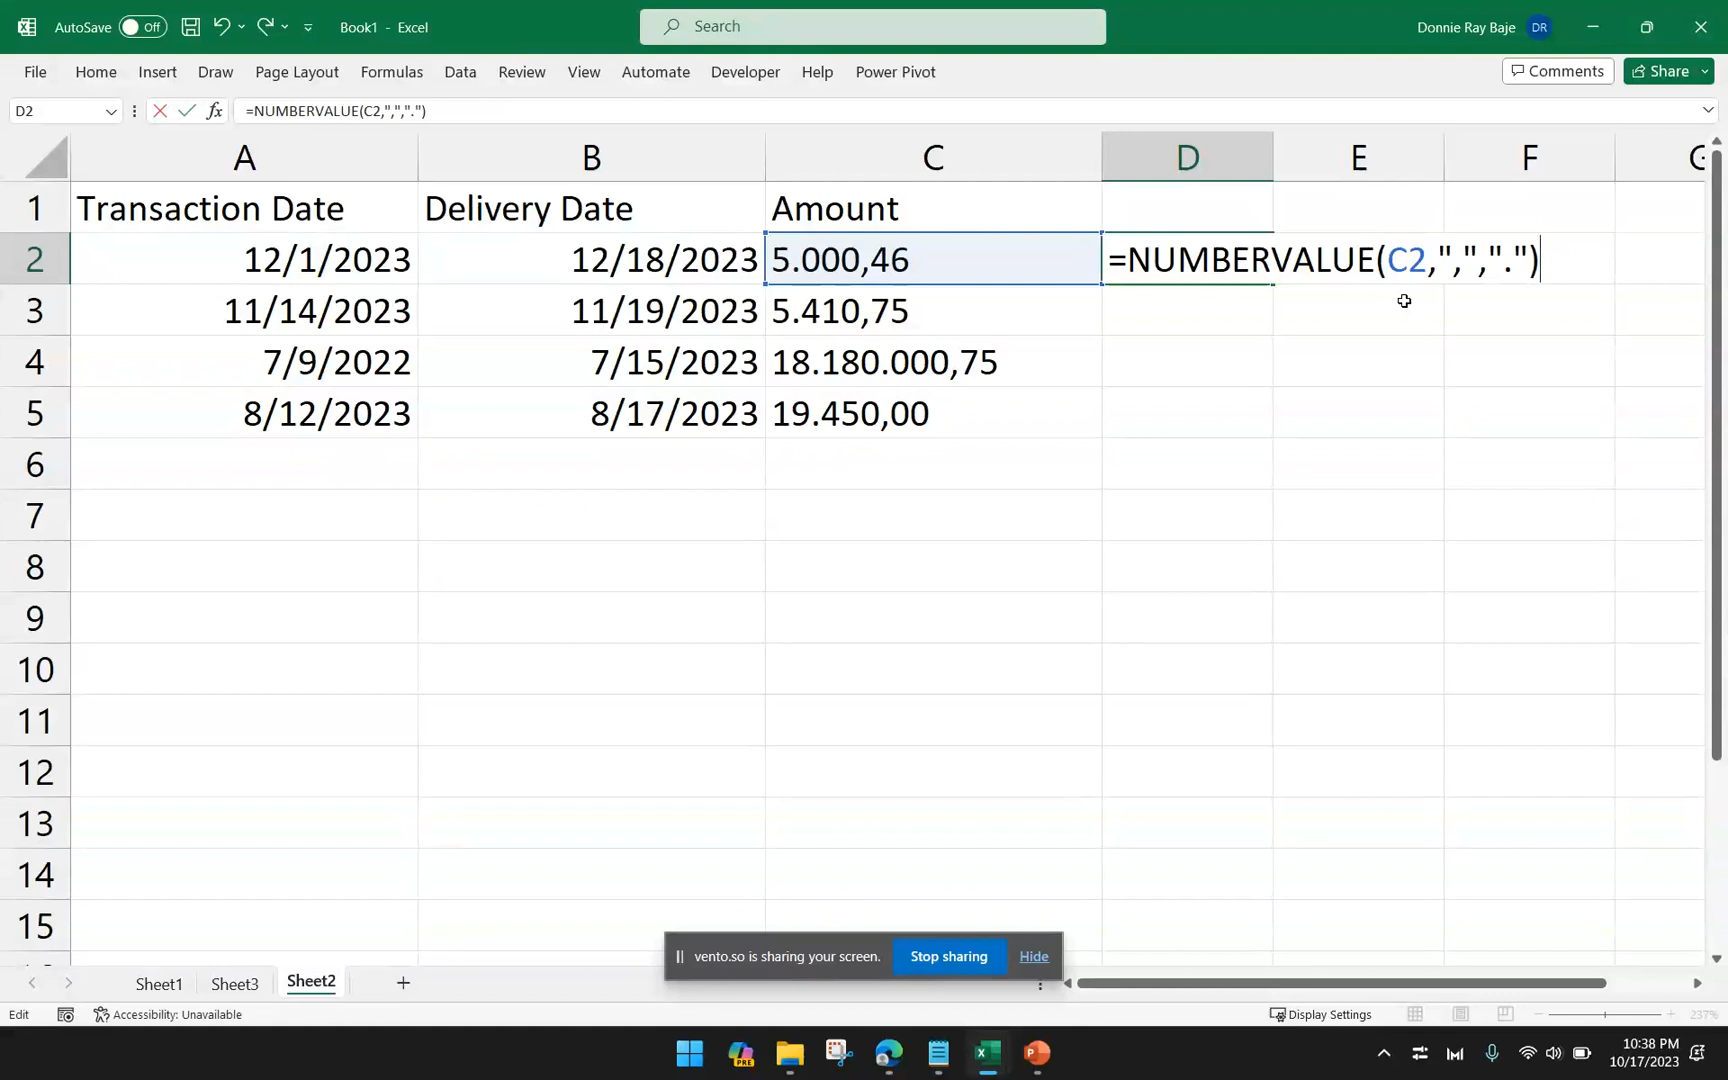 AutoSave Off Book1 - Excel Search Donnie Ray Baje DR
File Home Insert Draw Page Layout Formulas Data Review View Automate Developer Help Power Pivot Comments Share
D2 fx =NUMBERVALUE(C2,",",".")
A B C D E F G
1 Transaction Date Delivery Date Amount
2 12/1/2023 12/18/2023 5.000,46 =NUMBERVALUE(C2,",",".")
3 11/14/2023 11/19/2023 5.410,75
4 7/9/2022 7/15/2023 18.180.000,75
5 8/12/2023 8/17/2023 19.450,00
6
7
8
9
10
11
12
13
14
15
vento.so is sharing your screen. Stop sharing Hide
Sheet1 Sheet3 Sheet2
Edit Accessibility: Unavailable Display Settings 237%
PRE
10:38 PM
10/17/2023